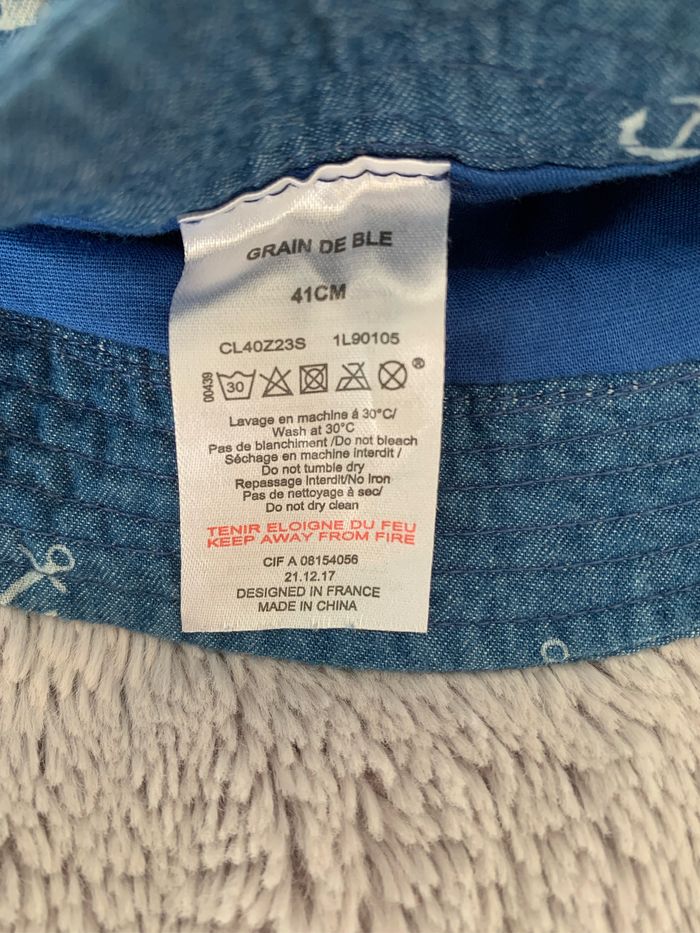 GRAIN DE BLE
41CM
CL40Z23S 1L90105
00439 30 ®
Lavage en machine á 30°C/
Wash at 30°C
Pas de blanchiment /Do not bleach
Séchage en machine interdit /
Do not tumble dry
Repassage interdit/No iron
Pas de nettoyage à sec/
Do not dry clean
TENIR ELOIGNE DU FEU
KEEP AWAY FROM FIRE
CIF A 08154056
21.12.17
DESIGNED IN FRANCE
MADE IN CHINA